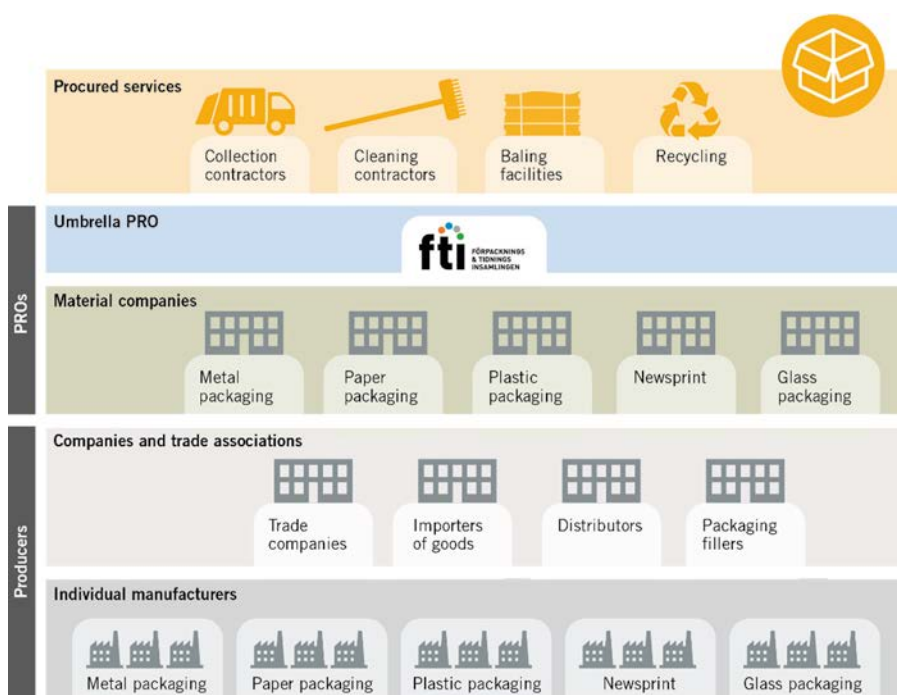 Procured services
Collection
contractors
Cleaning
contractors
Baling
facilities
Recycling
PROs
Umbrella PRO
fti
FÖRPACKNINGS
& TIDNINGS
INSAMLINGEN
Material companies
Metal
packaging
Paper
packaging
Plastic
packaging
Newsprint
Glass
packaging
Producers
Companies and trade associations
Trade
companies
Importers
of goods
Distributors
Packaging
fillers
Individual manufacturers
Metal packaging
Paper packaging
Plastic packaging
Newsprint
Glass packaging